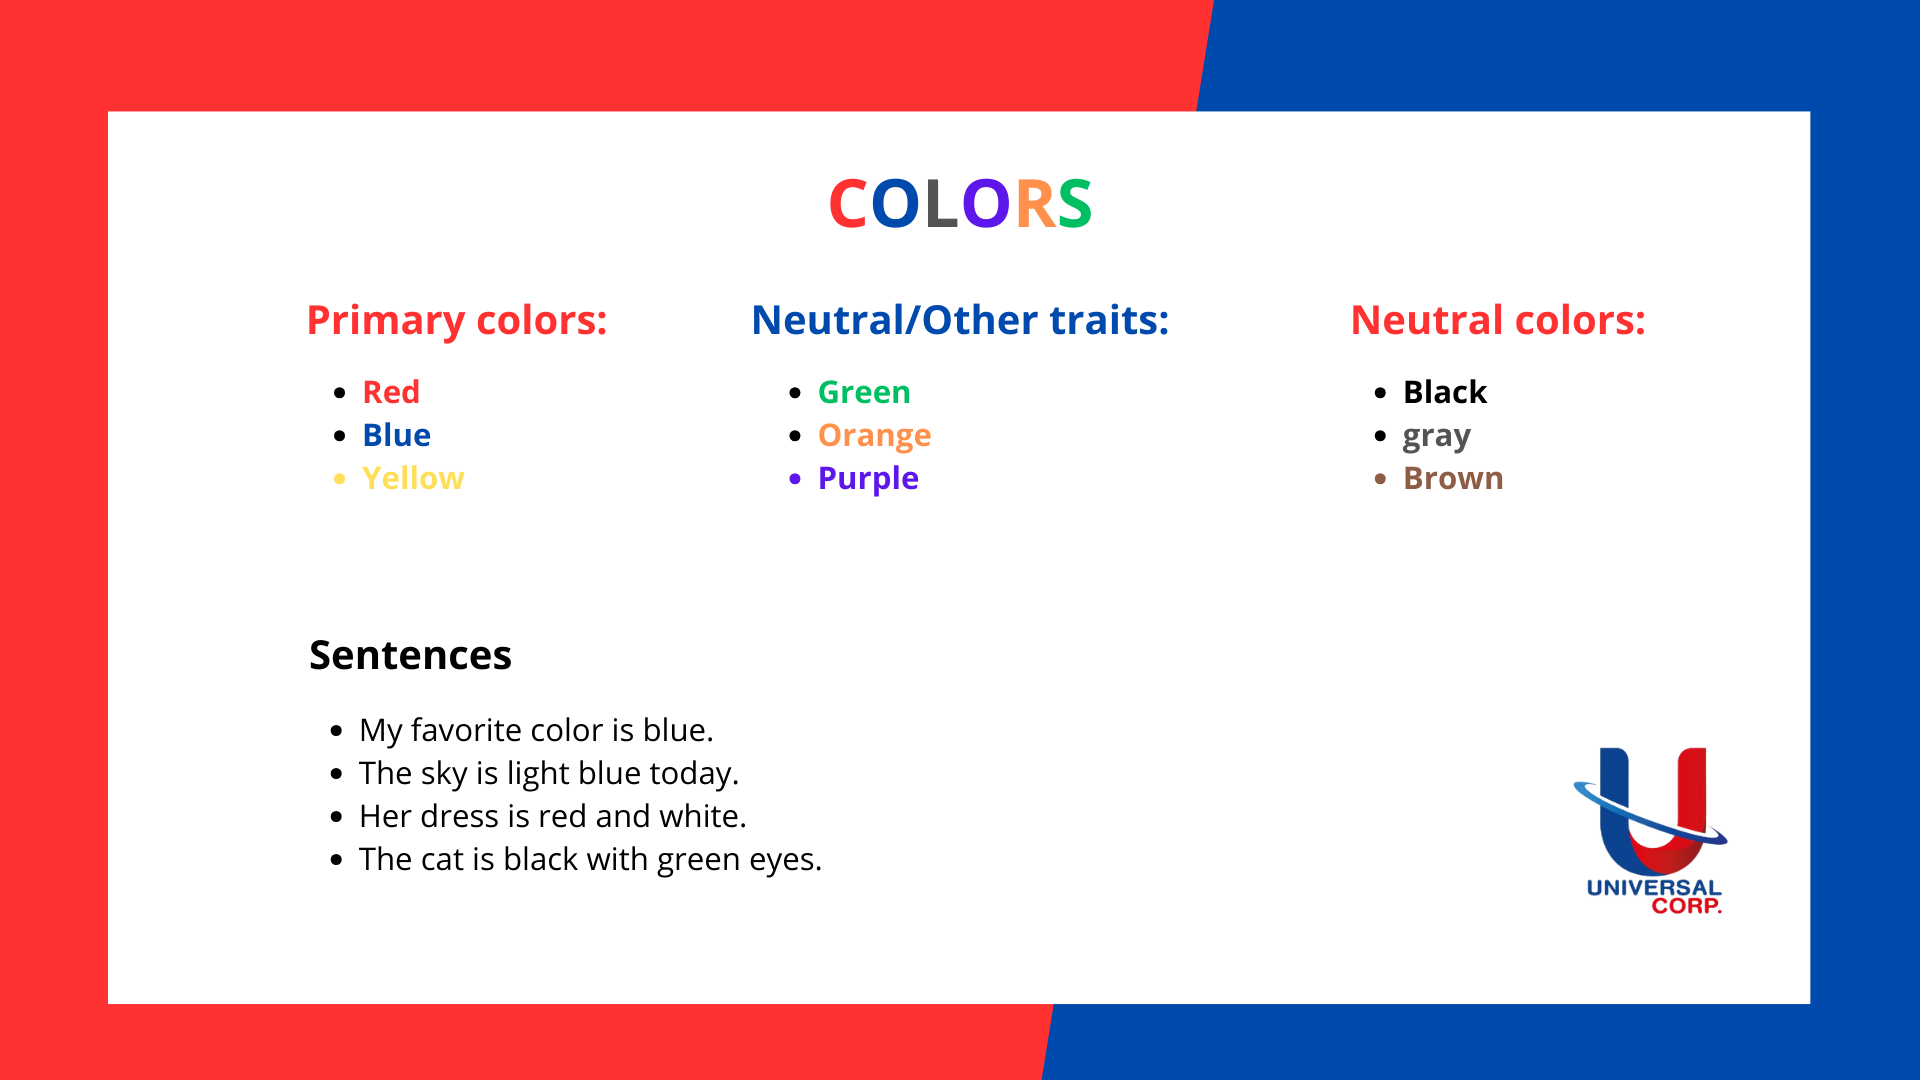 COLORS
Primary colors:
• Red
• Blue
• Yellow
Neutral/Other traits:
• Green
• Orange
• Purple
Neutral colors:
• Black
• gray
• Brown
Sentences
• My favorite color is blue.
• The sky is light blue today.
• Her dress is red and white.
• The cat is black with green eyes.
UNIVERSAL
CORP.